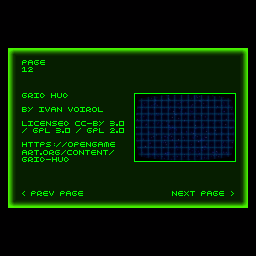 PAGE
12
GRID HUD
BY IVAN VOIROL
LICENSED CC-BY 3.0
/ GPL 3.0 / GPL 2.0
HTTPS://OPENGAME
ART.ORG/CONTENT/
GRID-HUD
< PREV PAGE
NEXT PAGE >